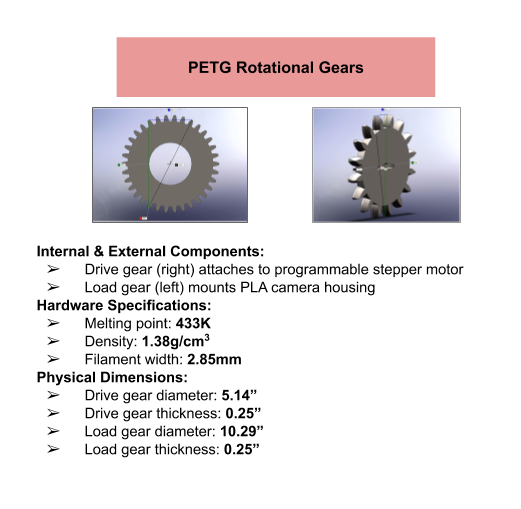 PETG Rotational Gears
Internal & External Components:
➢ Drive gear (right) attaches to programmable stepper motor
➢ Load gear (left) mounts PLA camera housing
Hardware Specifications:
➢ Melting point: 433K
➢ Density: 1.38g/cm³
➢ Filament width: 2.85mm
Physical Dimensions:
➢ Drive gear diameter: 5.14”
➢ Drive gear thickness: 0.25”
➢ Load gear diameter: 10.29”
➢ Load gear thickness: 0.25”